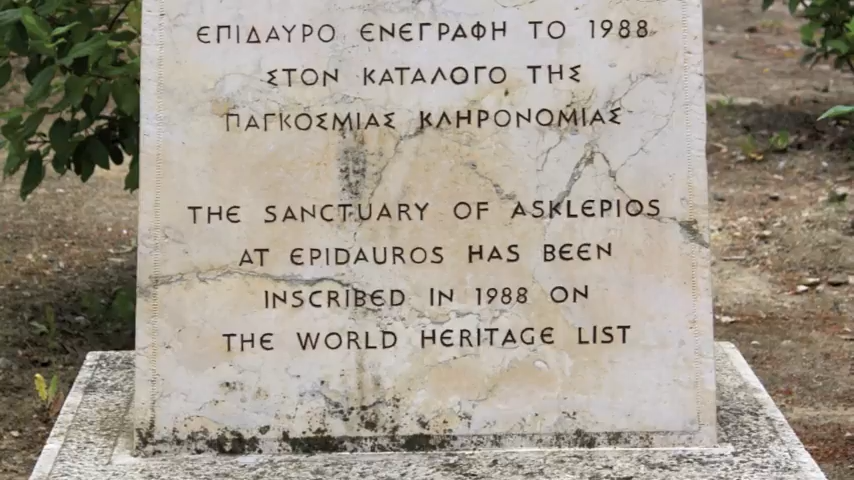 ΕΠΙΔΑΥΡΟ ΕΝΕΓΡΑΦΗ ΤΟ 1988
ΣΤΟΝ ΚΑΤΑΛΟΓΟ ΤΗΣ
ΠΑΓΚΟΣΜΙΑΣ ΚΛΗΡΟΝΟΜΙΑΣ
THE SANCTUARY OF ASKLEPIOS
AT EPIDAUROS HAS BEEN
INSCRIBED IN 1988 ON
THE WORLD HERITAGE LIST